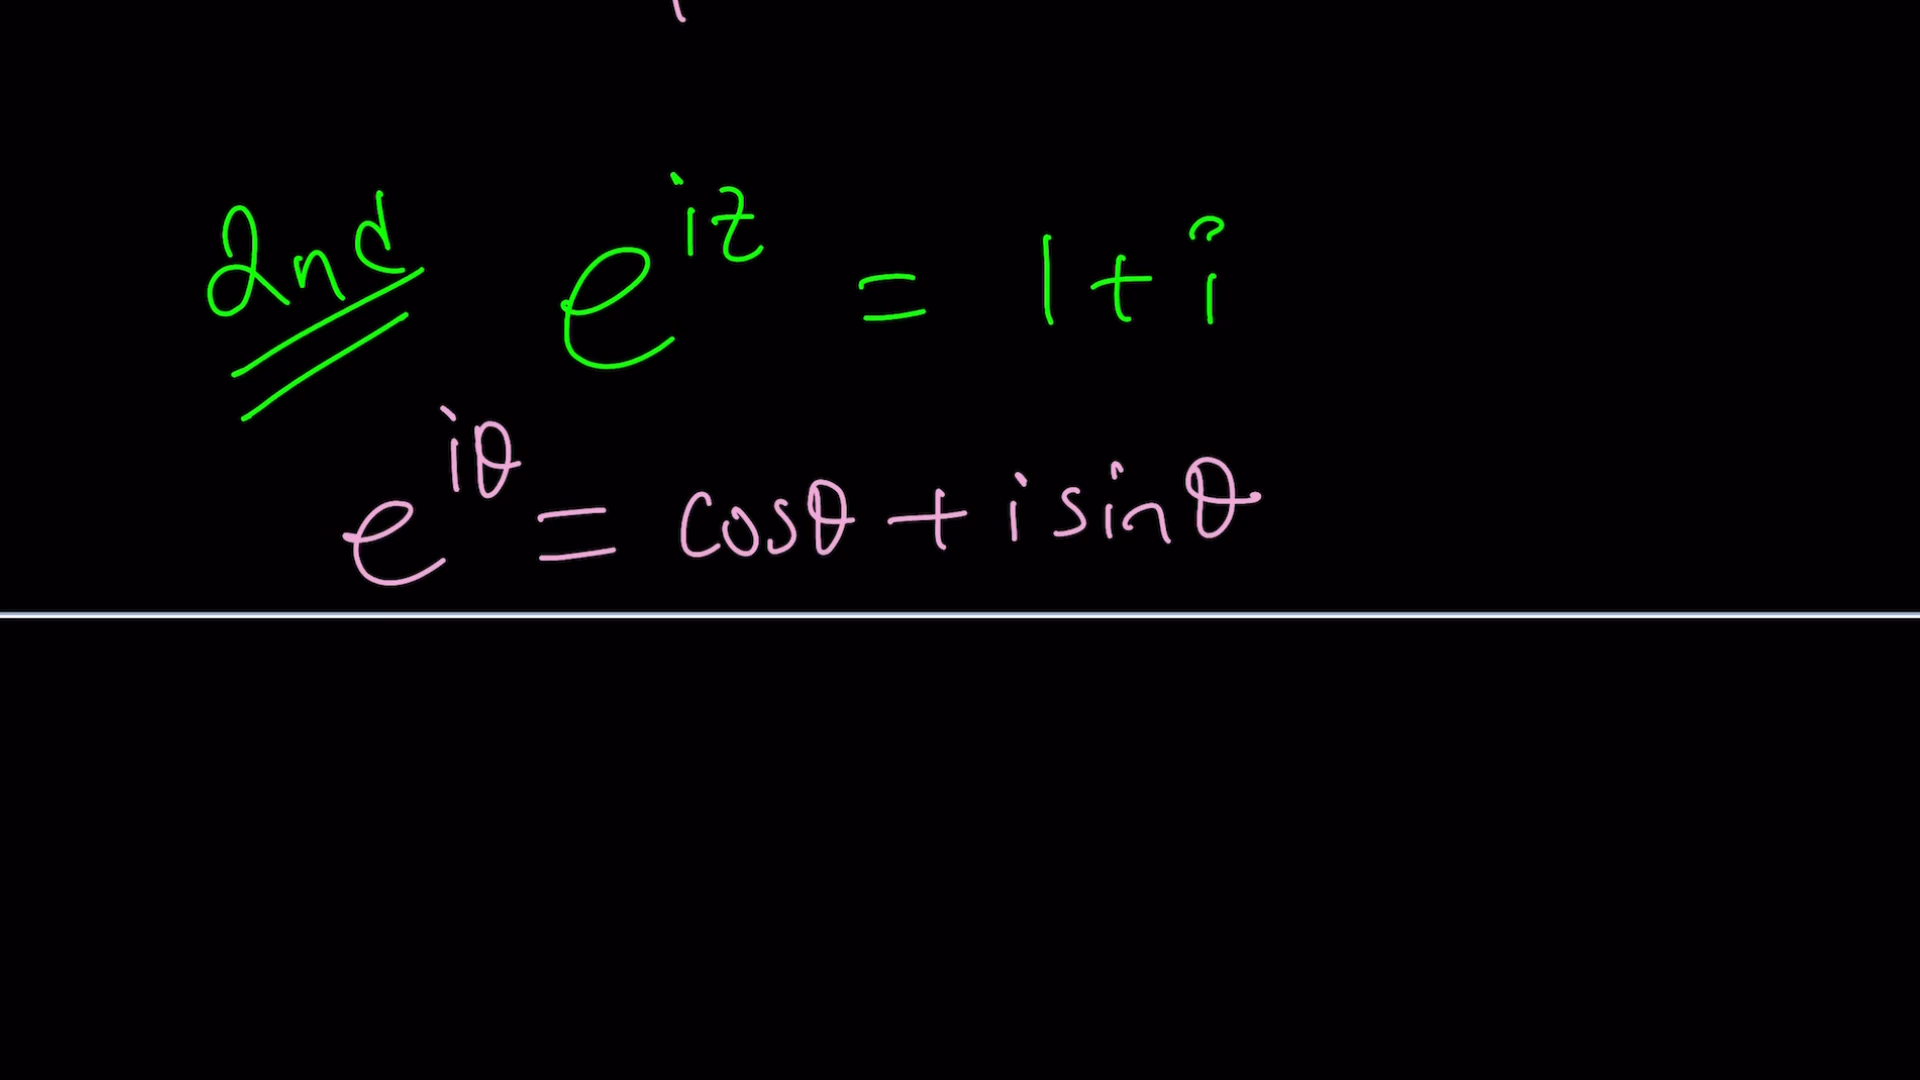 2nd e^{iz} = 1 + i
e^{iθ} = cosθ + i sinθ